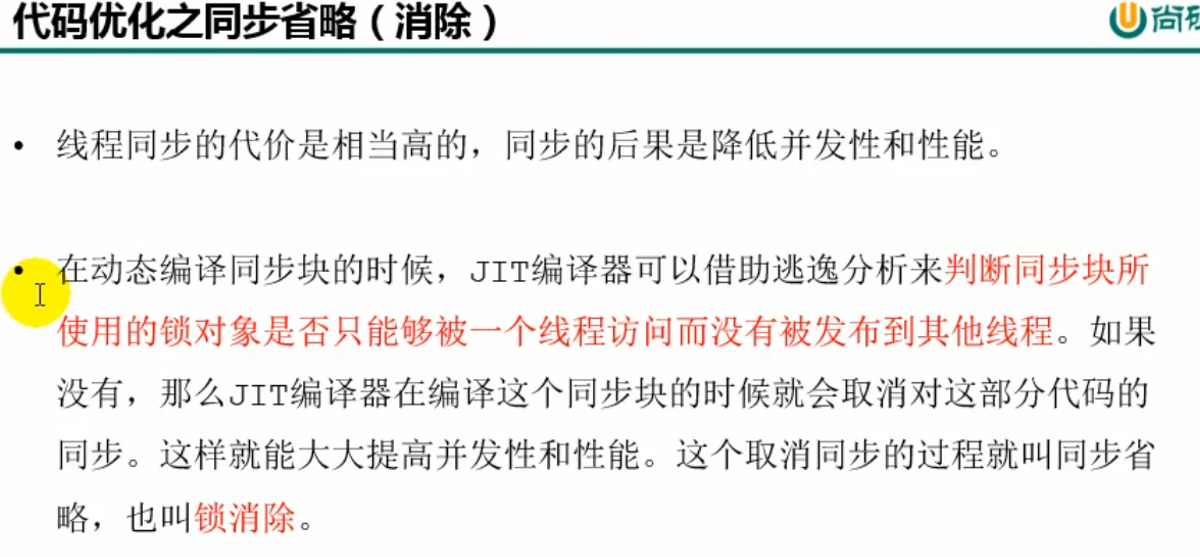 代码优化之同步省略（消除）
尚硅
• 线程同步的代价是相当高的，同步的后果是降低并发性和性能。
• 在动态编译同步块的时候，JIT编译器可以借助逃逸分析来判断同步块所
使用的锁对象是否只能够被一个线程访问而没有被发布到其他线程。如果
没有，那么JIT编译器在编译这个同步块的时候就会取消对这部分代码的
同步。这样就能大大提高并发性和性能。这个取消同步的过程就叫同步省
略，也叫锁消除。